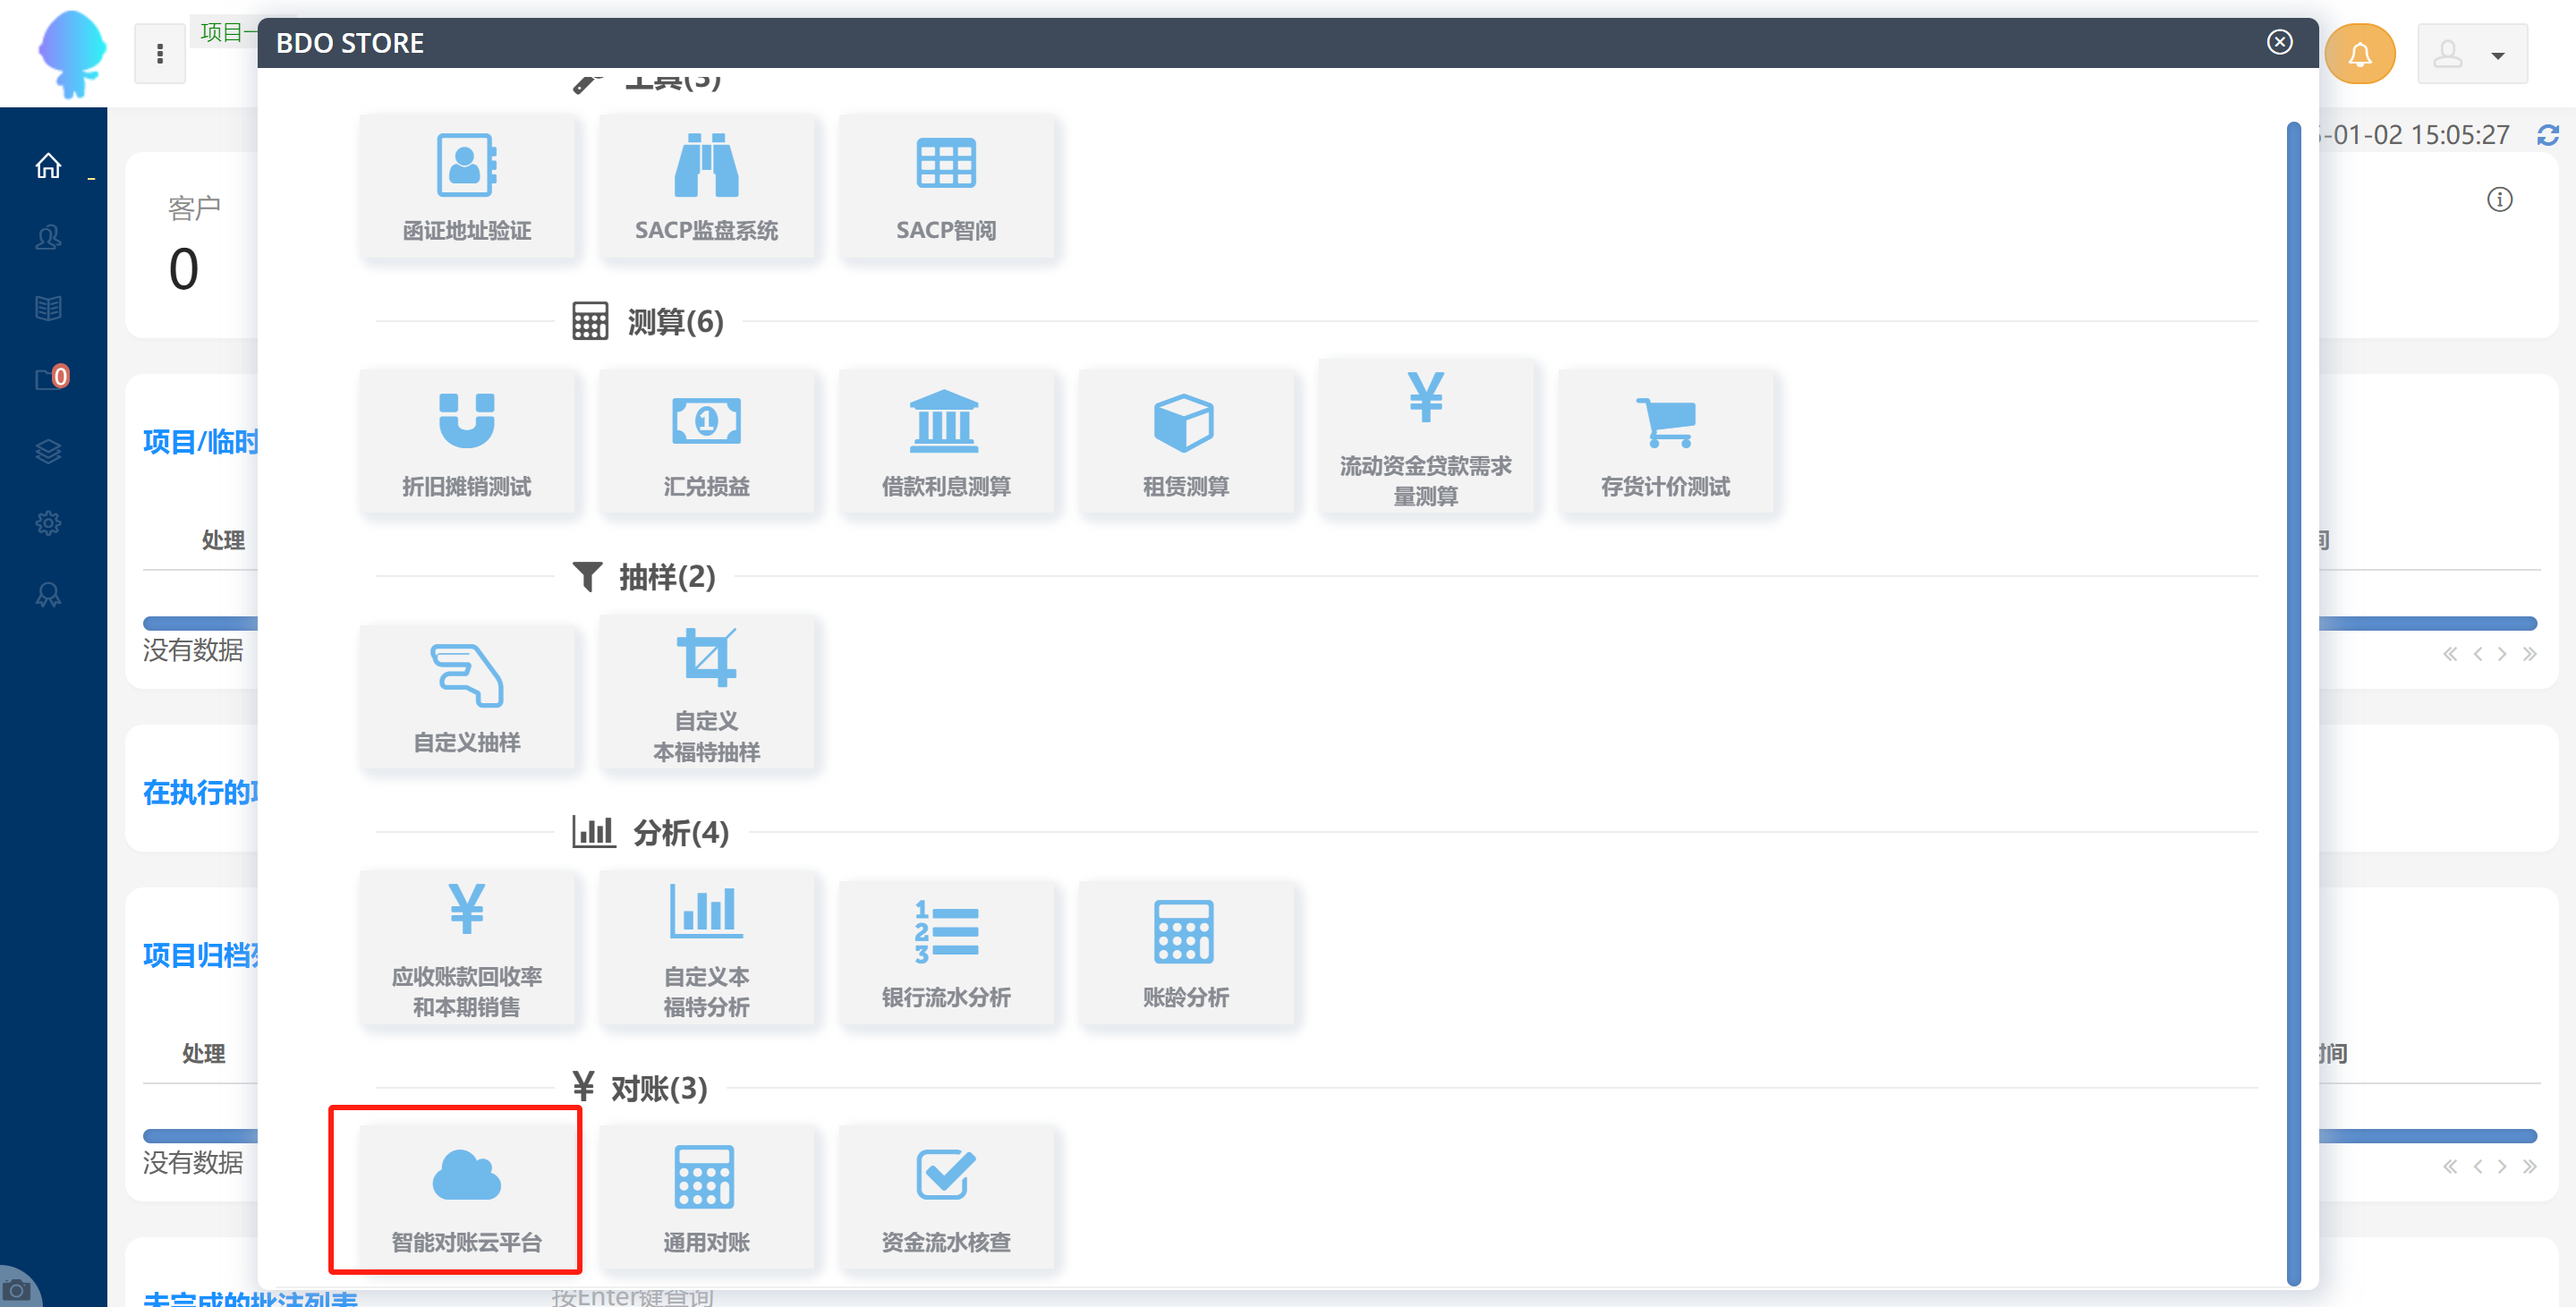 BDO STORE
项目一
-01-02 15:05:27
客户
0
0
工具(3)
函证地址验证
SACP监盘系统
SACP智阅
测算(6)
折旧摊销测试
汇兑损益
借款利息测算
租赁测算
流动资金贷款需求
量测算
存货计价测试
项目/临时
处理
间
没有数据
抽样(2)
自定义抽样
自定义
本福特抽样
在执行的
分析(4)
应收账款回收率
和本期销售
自定义本
福特分析
1
2
3
银行流水分析
账龄分析
项目归档
处理
时间
没有数据
对账(3)
智能对账云平台
通用对账
资金流水核查
未完成的批注列表
按Enter键查询